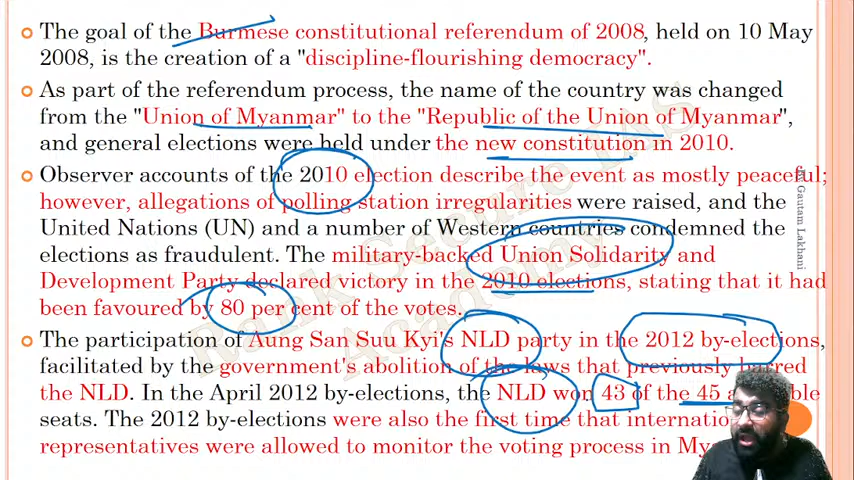 The goal of the Burmese constitutional referendum of 2008, held on 10 May
2008, is the creation of a "discipline-flourishing democracy".
As part of the referendum process, the name of the country was changed
from the "Union of Myanmar" to the "Republic of the Union of Myanmar",
and general elections were held under the new constitution in 2010.
Observer accounts of the 2010 election describe the event as mostly peaceful;
however, allegations of polling station irregularities were raised, and the
United Nations (UN) and a number of Western countries condemned the
elections as fraudulent. The military-backed Union Solidarity and
Development Party declared victory in the 2010 elections, stating that it had
been favoured by 80 per cent of the votes.
The participation of Aung San Suu Kyi's NLD party in the 2012 by-elections,
facilitated by the government's abolition of the laws that previously barred
the NLD. In the April 2012 by-elections, the NLD won 43 of the 45
seats. The 2012 by-elections were also the first time that
representatives were allowed to monitor the voting process in
Gautam Lakhani
Rank Secure IAS
Academy